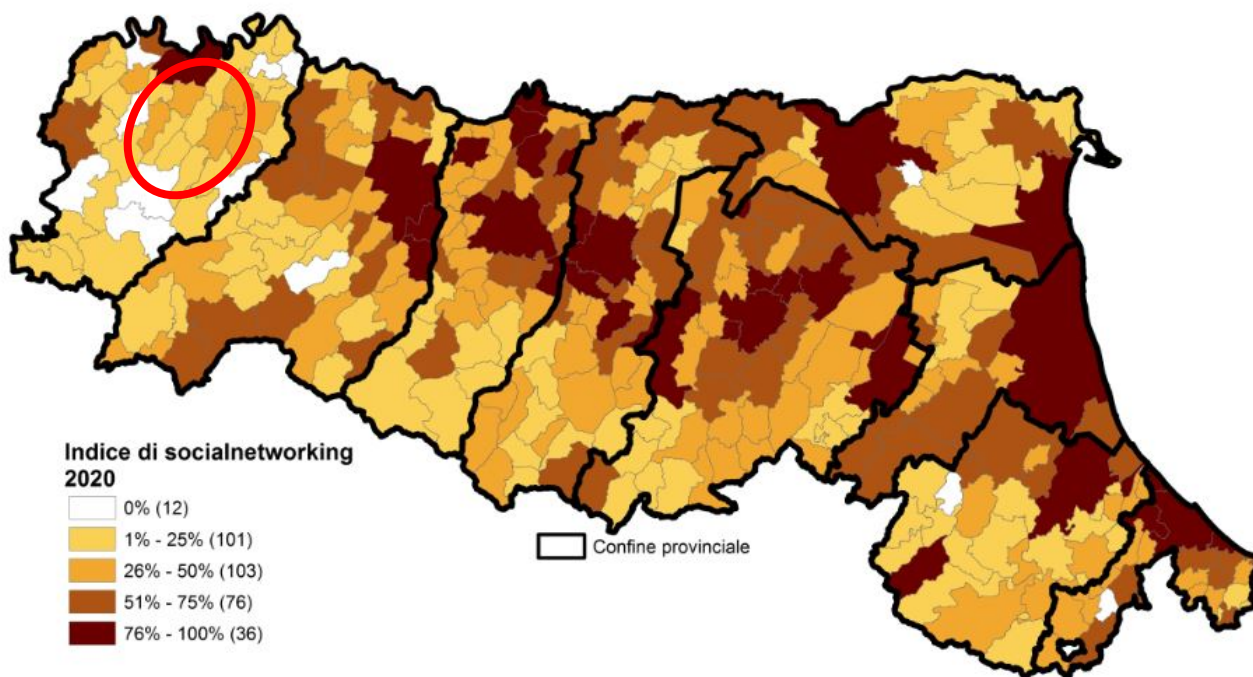 Indice di socialnetworking
2020
0% (12)
1% - 25% (101)
26% - 50% (103)
51% - 75% (76)
76% - 100% (36)
Confine provinciale